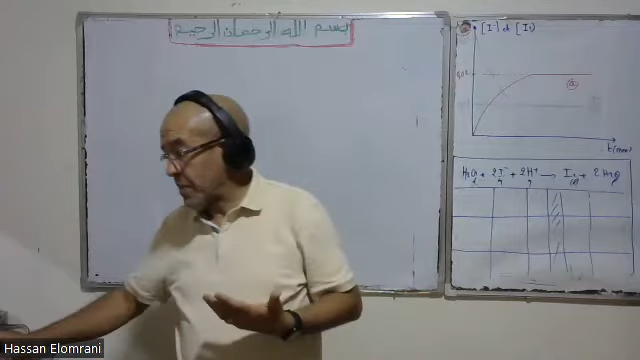 بسم الله الرحمان الرحيم
[I⁻] et [I₂]
a
t(min)
H₂O₂ + 2I⁻ + 2H⁺ → I₂ + 2H₂O
Hassan Elomrani